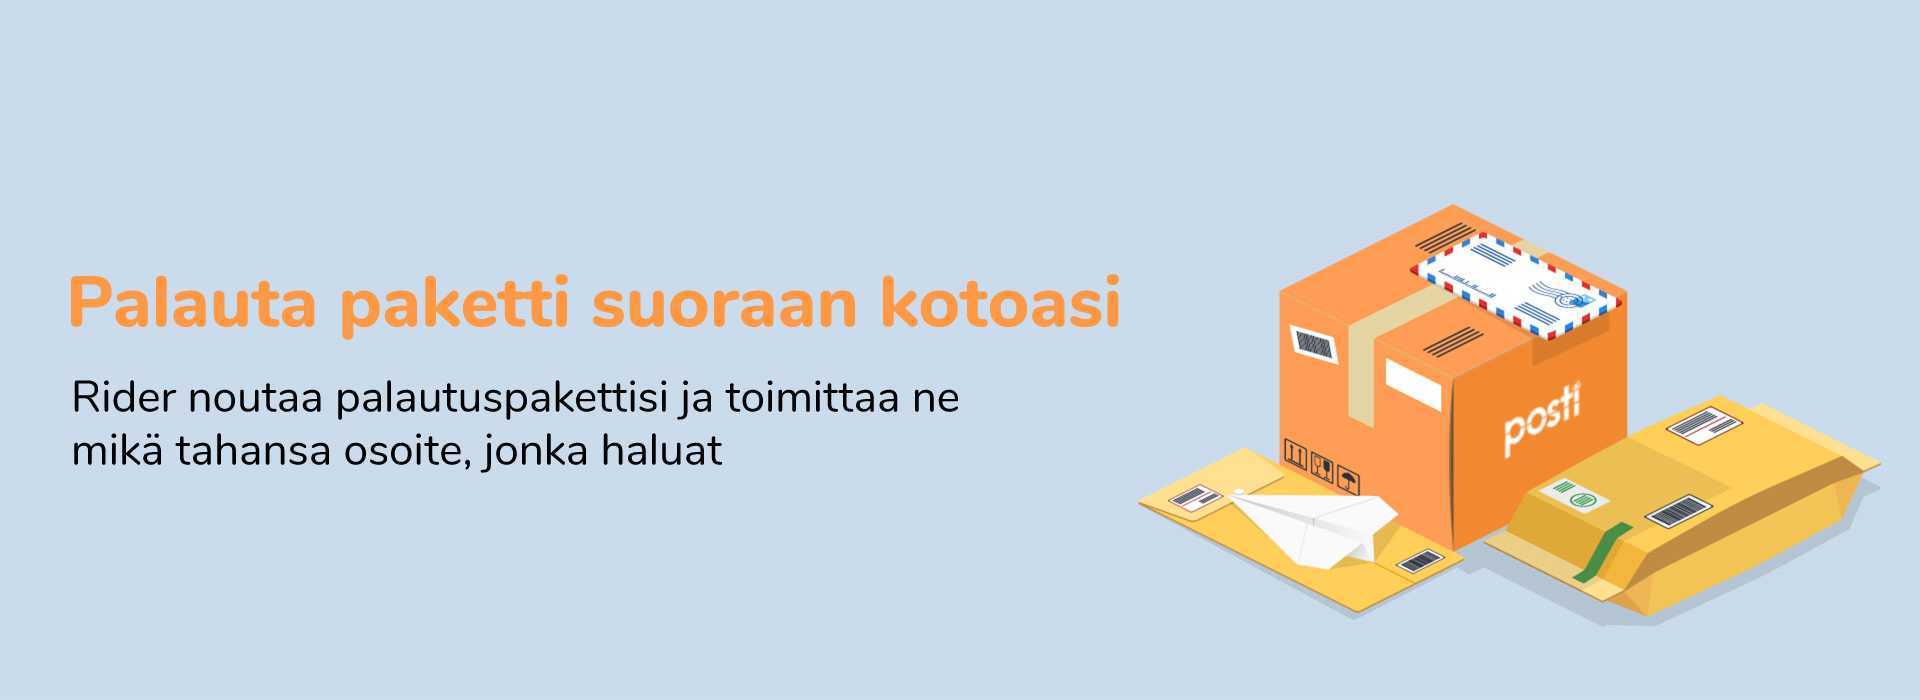 Palauta paketti suoraan kotoasi
Rider noutaa palautuspakettisi ja toimittaa ne
mikä tahansa osoite, jonka haluat
posti